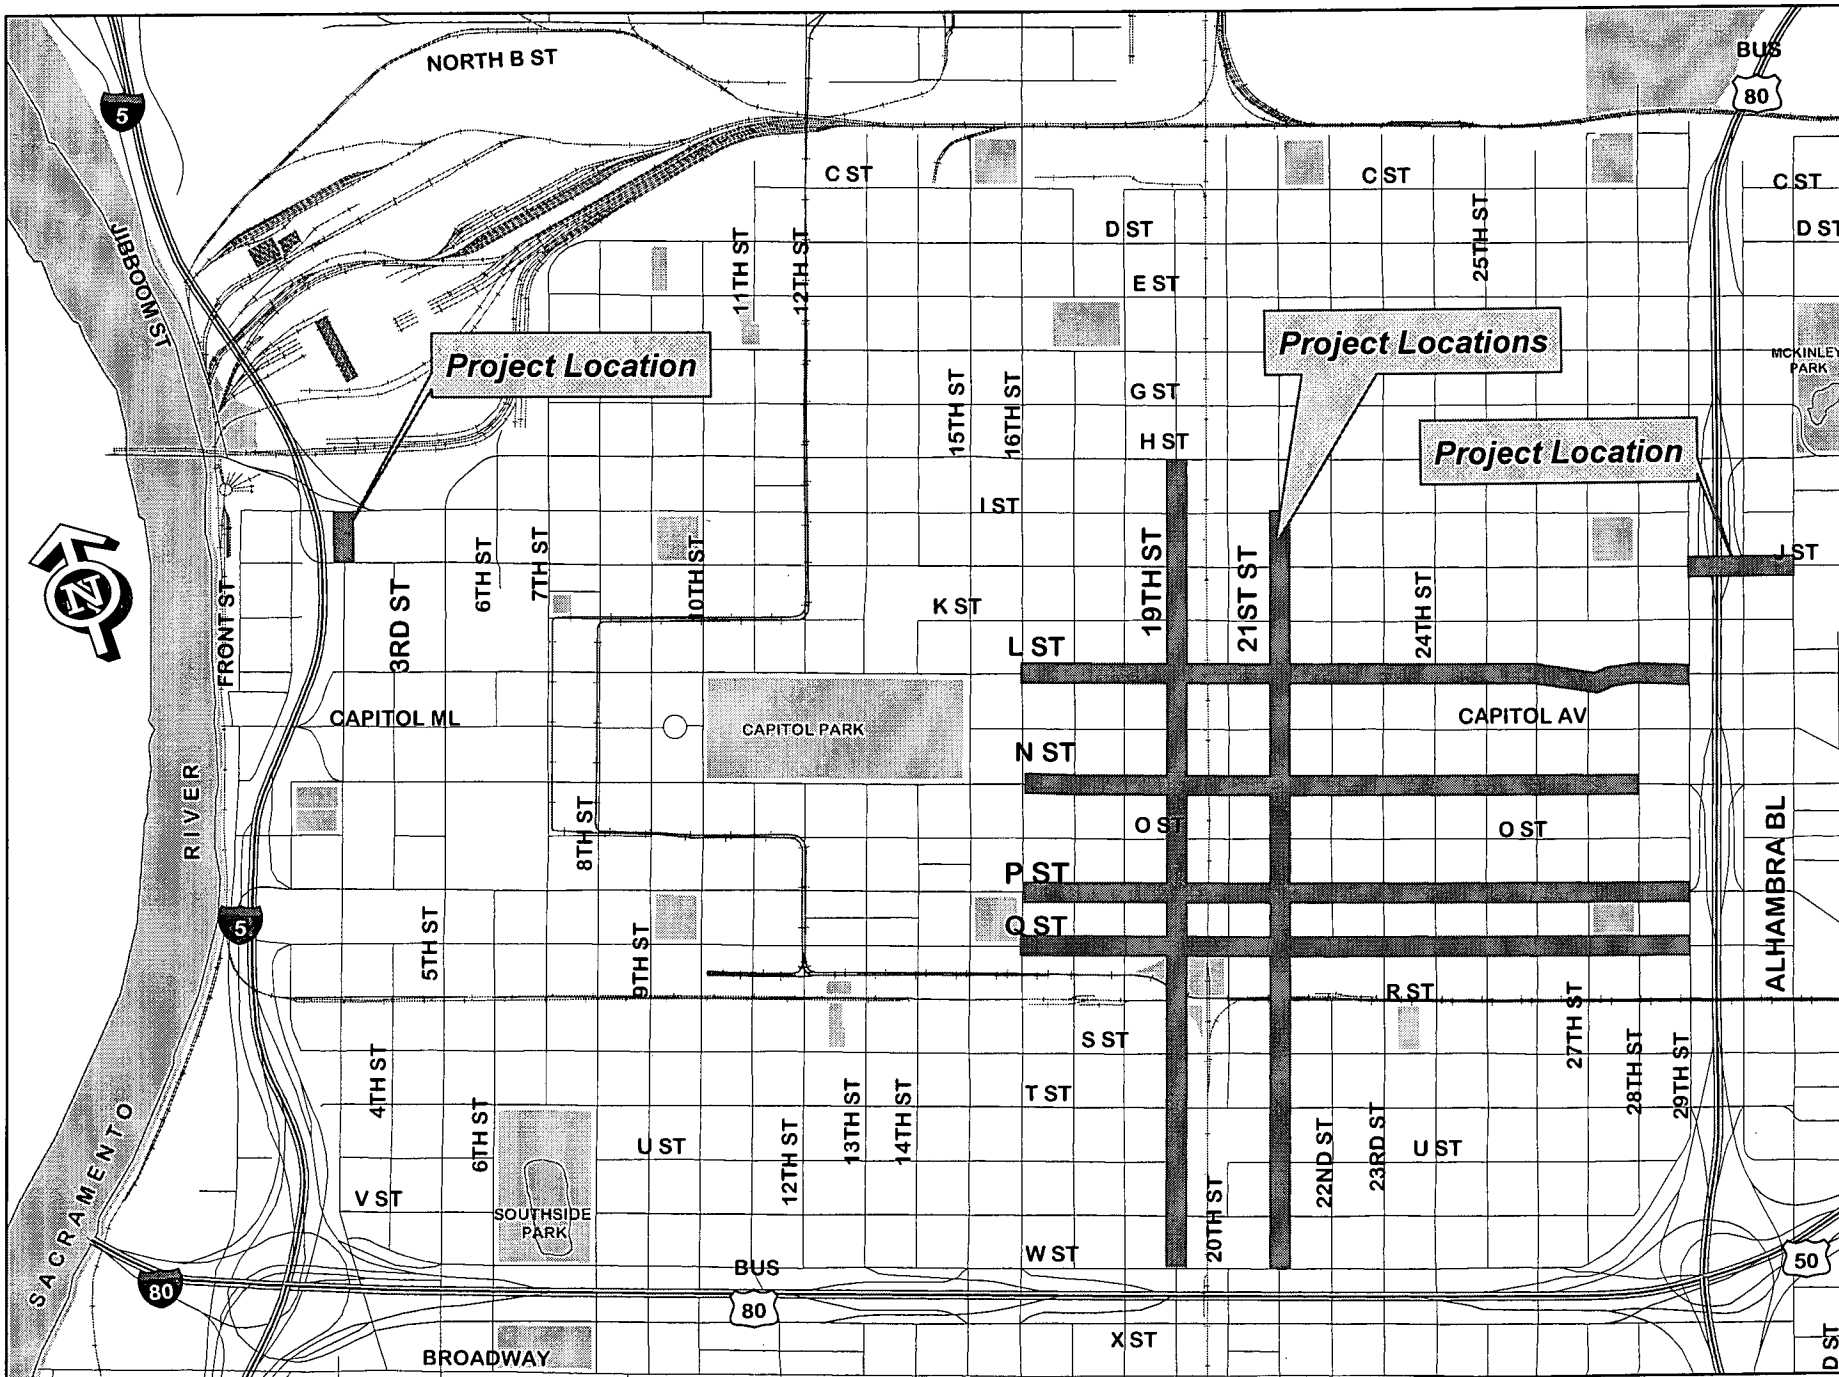 NORTH B ST
BUS
80
5
C ST
C ST
C ST
D ST
D ST
25TH ST
JIBBOOM ST
11TH ST
12TH ST
E ST
Project Location
Project Locations
MCKINLEY
PARK
15TH ST
16TH ST
G ST
H ST
Project Location
I ST
J ST
N
FRONT ST
3RD ST
6TH ST
7TH ST
10TH ST
K ST
19TH ST
21ST ST
24TH ST
L ST
CAPITOL ML
CAPITOL PARK
CAPITOL AV
N ST
RIVER
8TH ST
O ST
O ST
ALHAMBRA BL
P ST
5
5TH ST
9TH ST
Q ST
R ST
27TH ST
S ST
4TH ST
28TH ST
29TH ST
T ST
6TH ST
13TH ST
14TH ST
SACRAMENTO
U ST
12TH ST
22ND ST
23RD ST
U ST
V ST
SOUTHSIDE
PARK
20TH ST
W ST
80
BUS
80
50
X ST
BROADWAY
D ST